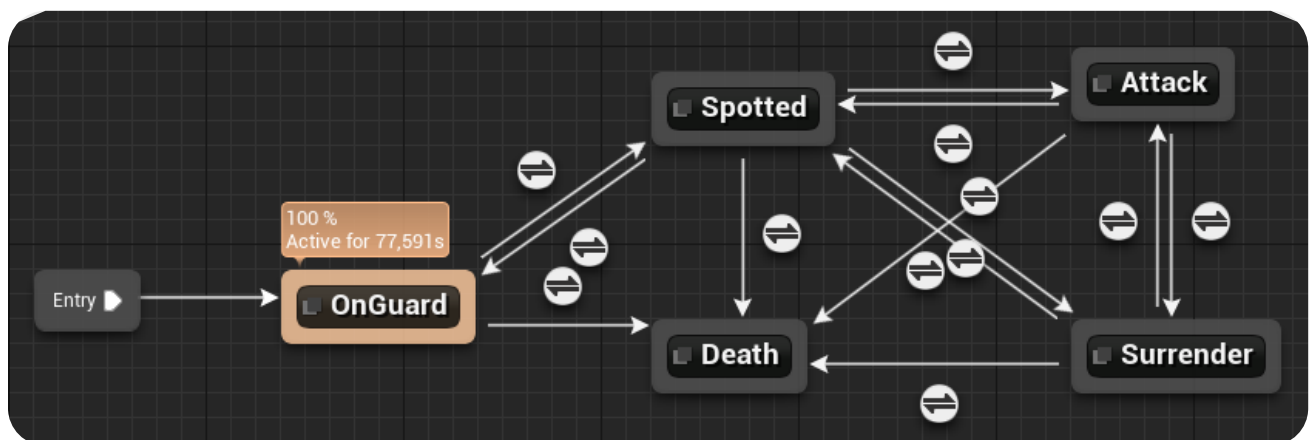 Spotted
Attack
100 %
Active for 77,591s
Entry
OnGuard
Death
Surrender